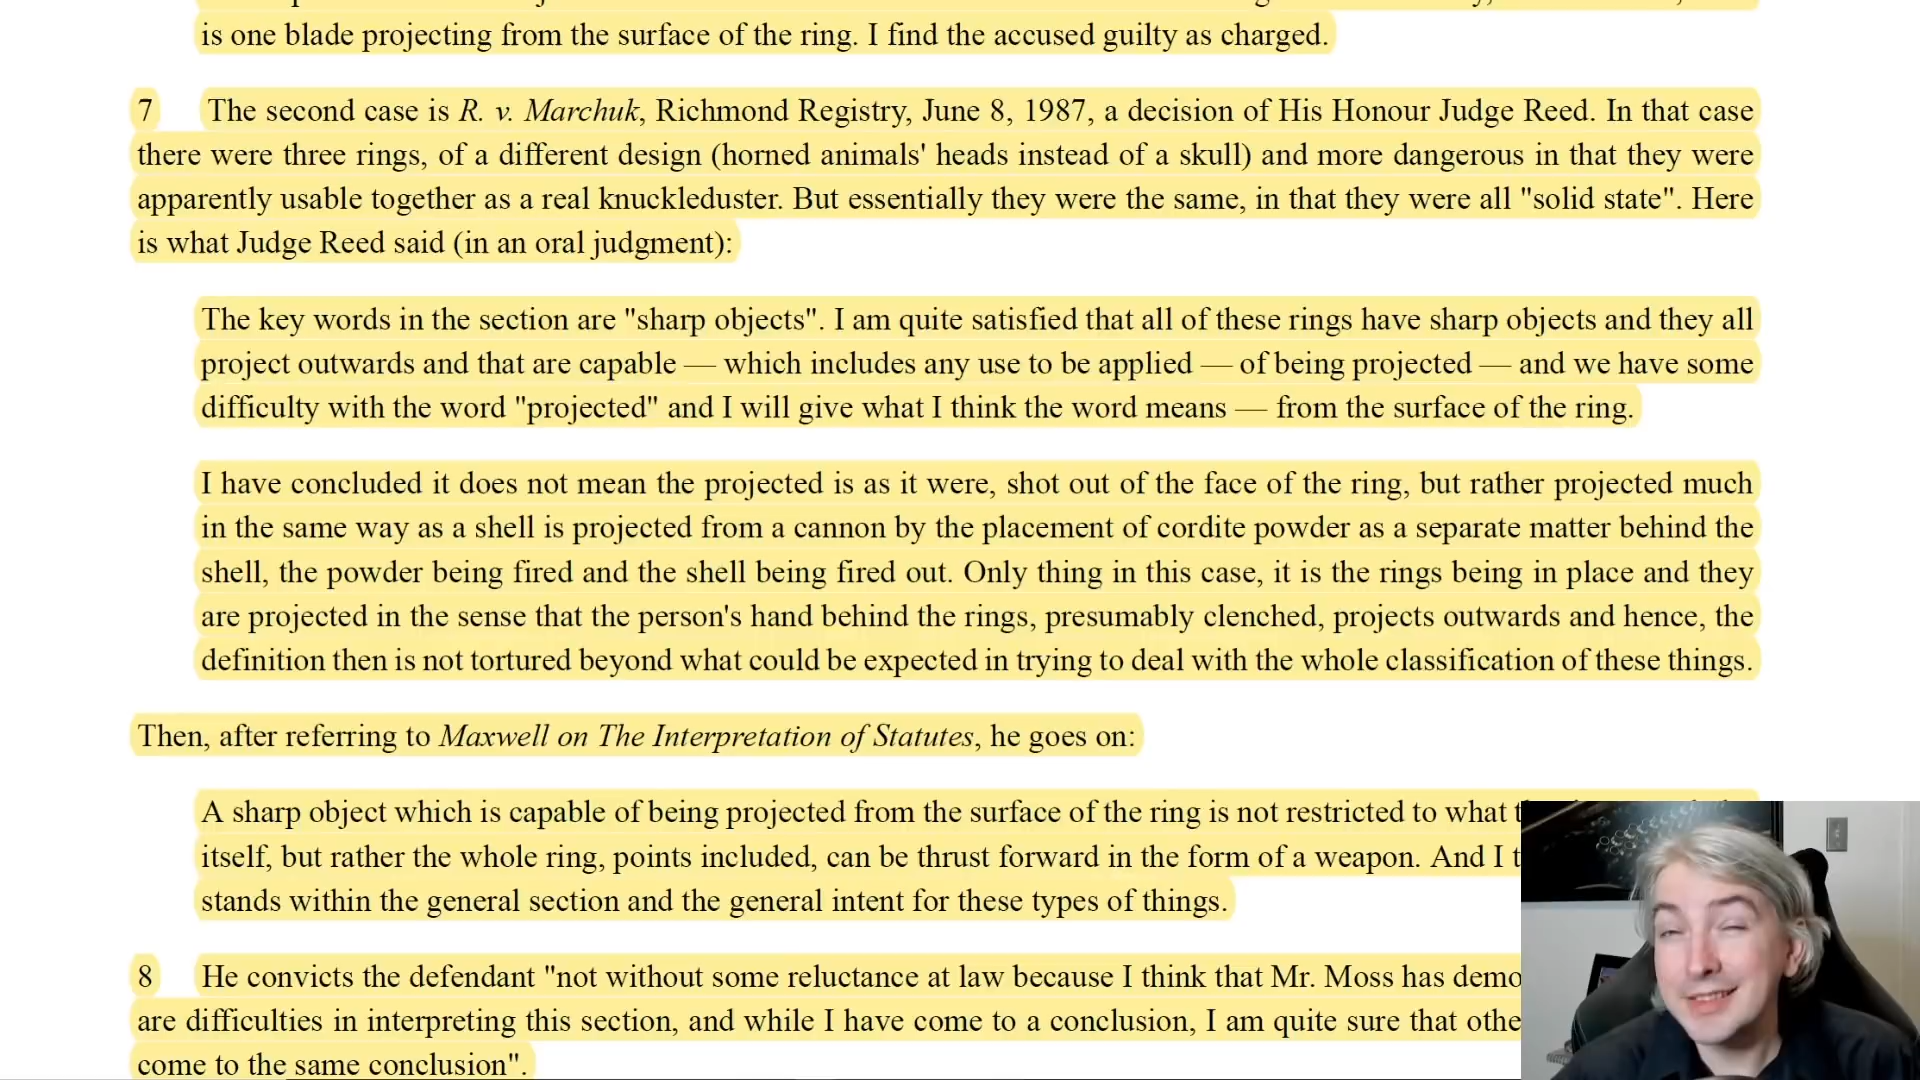 is one blade projecting from the surface of the ring. I find the accused guilty as charged.
7 The second case is R. v. Marchuk, Richmond Registry, June 8, 1987, a decision of His Honour Judge Reed. In that case
there were three rings, of a different design (horned animals' heads instead of a skull) and more dangerous in that they were
apparently usable together as a real knuckleduster. But essentially they were the same, in that they were all "solid state". Here
is what Judge Reed said (in an oral judgment):
The key words in the section are "sharp objects". I am quite satisfied that all of these rings have sharp objects and they all
project outwards and that are capable — which includes any use to be applied — of being projected — and we have some
difficulty with the word "projected" and I will give what I think the word means — from the surface of the ring.
I have concluded it does not mean the projected is as it were, shot out of the face of the ring, but rather projected much
in the same way as a shell is projected from a cannon by the placement of cordite powder as a separate matter behind the
shell, the powder being fired and the shell being fired out. Only thing in this case, it is the rings being in place and they
are projected in the sense that the person's hand behind the rings, presumably clenched, projects outwards and hence, the
definition then is not tortured beyond what could be expected in trying to deal with the whole classification of these things.
Then, after referring to Maxwell on The Interpretation of Statutes, he goes on:
A sharp object which is capable of being projected from the surface of the ring is not restricted to what
itself, but rather the whole ring, points included, can be thrust forward in the form of a weapon. And I
stands within the general section and the general intent for these types of things.
8 He convicts the defendant "not without some reluctance at law because I think that Mr. Moss has
are difficulties in interpreting this section, and while I have come to a conclusion, I am quite sure that
come to the same conclusion".